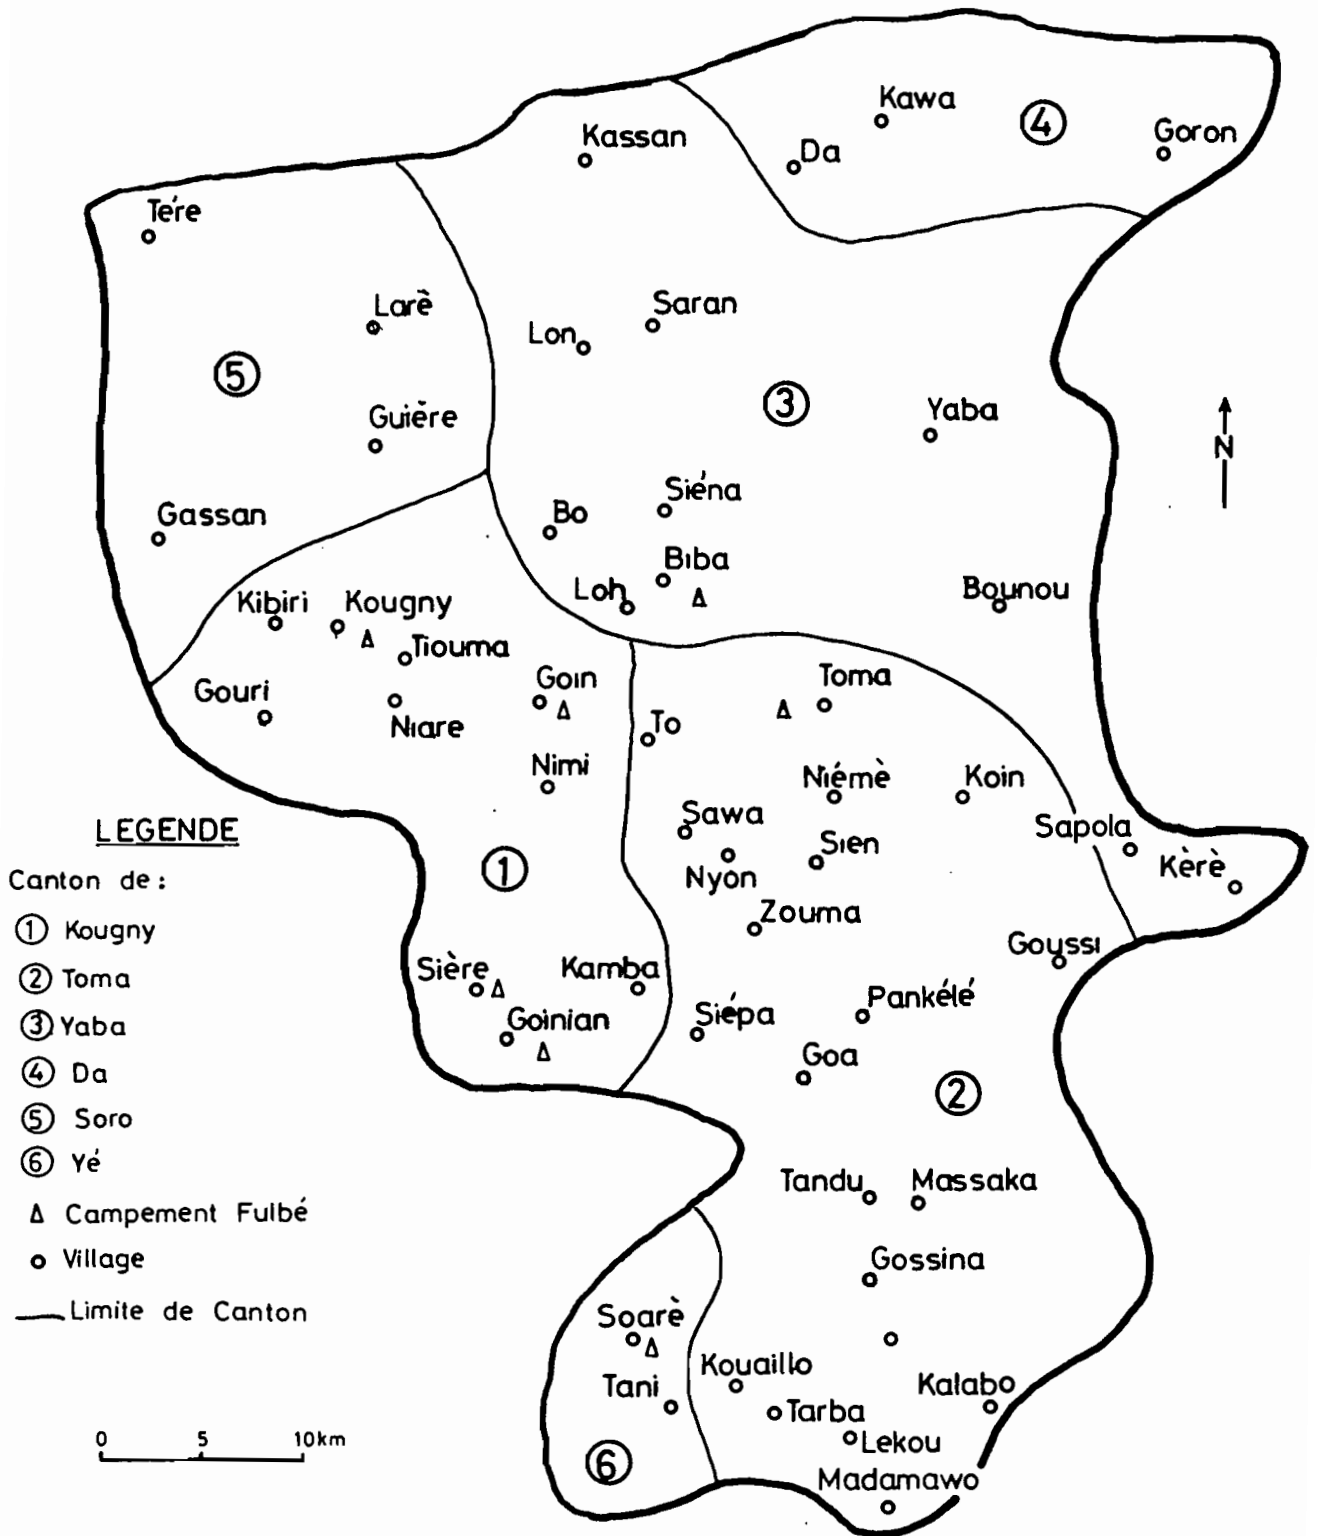 Kawa
④
Goron
Kassan
Da
Tére
Larè
Saran
Lon
⑤
③
Guière
Yaba
N
Siéna
Gassan
Bo
Biba
Loh
Bounou
Kibiri
Kougny
Tiouma
Goin
Toma
Gouri
Niare
To
Nimi
Niémè
Koin
Sawa
Sapola
LEGENDE
Sien
Kèrè
①
Nyon
Canton de :
Zouma
① Kougny
Goussi
Sière
Kamba
② Toma
Pankélé
Goinian
Siépa
③ Yaba
Goa
④ Da
②
⑤ Soro
⑥ Yé
Tandu
Massaka
Campement Fulbé
Village
Gossina
Limite de Canton
Soarè
Kouaillo
Tani
Kalabo
Tarba
0 5 10km
Lekou
⑥
Madamawo